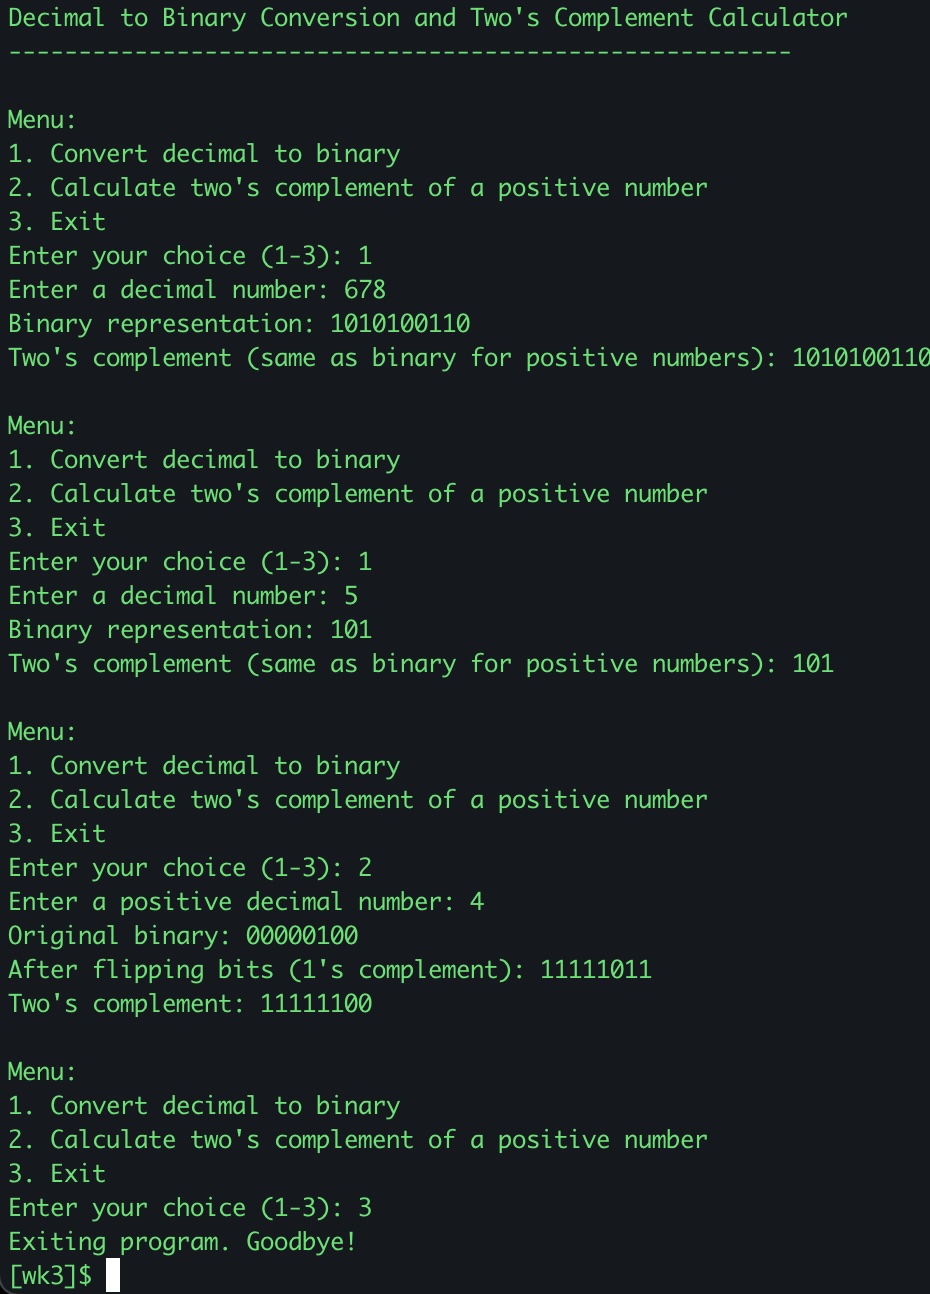 Decimal to Binary Conversion and Two's Complement Calculator
--------------------------------------------------------
Menu:
1. Convert decimal to binary
2. Calculate two's complement of a positive number
3. Exit
Enter your choice (1-3): 1
Enter a decimal number: 678
Binary representation: 1010100110
Two's complement (same as binary for positive numbers): 1010100110
Menu:
1. Convert decimal to binary
2. Calculate two's complement of a positive number
3. Exit
Enter your choice (1-3): 1
Enter a decimal number: 5
Binary representation: 101
Two's complement (same as binary for positive numbers): 101
Menu:
1. Convert decimal to binary
2. Calculate two's complement of a positive number
3. Exit
Enter your choice (1-3): 2
Enter a positive decimal number: 4
Original binary: 00000100
After flipping bits (1's complement): 11111011
Two's complement: 11111100
Menu:
1. Convert decimal to binary
2. Calculate two's complement of a positive number
3. Exit
Enter your choice (1-3): 3
Exiting program. Goodbye!
[wk3]$